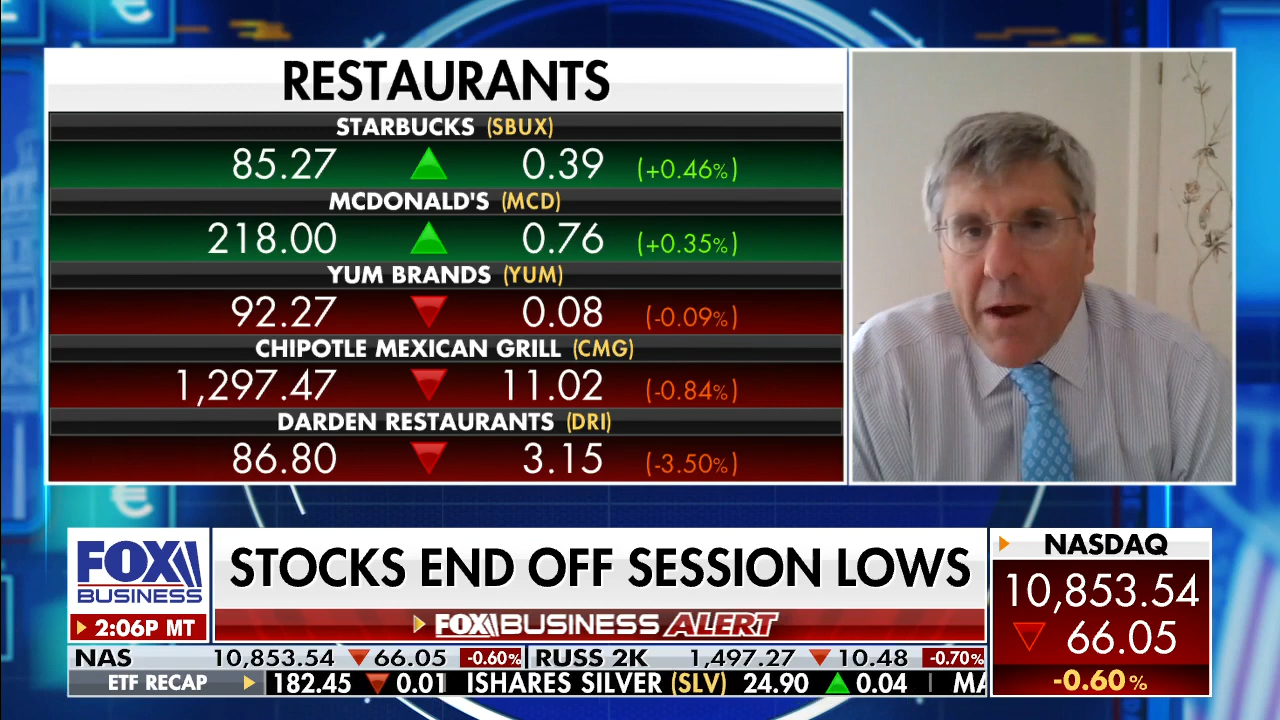 RESTAURANTS
STARBUCKS (SBUX)
85.27 ▲ 0.39 (+0.46%)
MCDONALD'S (MCD)
218.00 ▲ 0.76 (+0.35%)
YUM BRANDS (YUM)
92.27 ▼ 0.08 (-0.09%)
CHIPOTLE MEXICAN GRILL (CMG)
1,297.47 ▼ 11.02 (-0.84%)
DARDEN RESTAURANTS (DRI)
86.80 ▼ 3.15 (-3.50%)
FOX BUSINESS
2:06P MT
STOCKS END OFF SESSION LOWS
FOX BUSINESS ALERT
NASDAQ
10,853.54
▼ 66.05
-0.60%
NAS 10,853.54 ▼ 66.05 -0.60% RUSS 2K 1,497.27 ▼ 10.48 -0.70%
ETF RECAP 182.45 ▼ 0.01 ISHARES SILVER (SLV) 24.90 ▲ 0.04